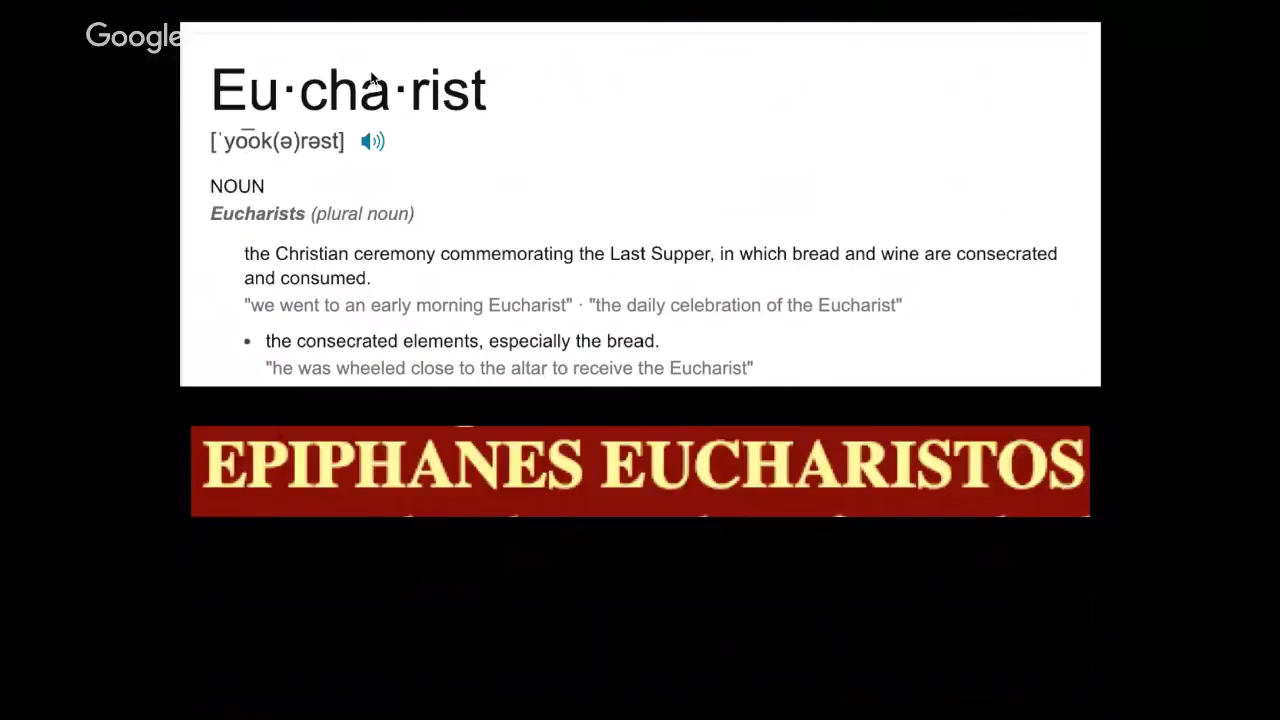 Google
Eu·cha·rist
[ˈyo͞ok(ə)rəst]
NOUN
Eucharists (plural noun)
the Christian ceremony commemorating the Last Supper, in which bread and wine are consecrated
and consumed.
"we went to an early morning Eucharist" · "the daily celebration of the Eucharist"
• the consecrated elements, especially the bread.
"he was wheeled close to the altar to receive the Eucharist"
EPIPHANES EUCHARISTOS